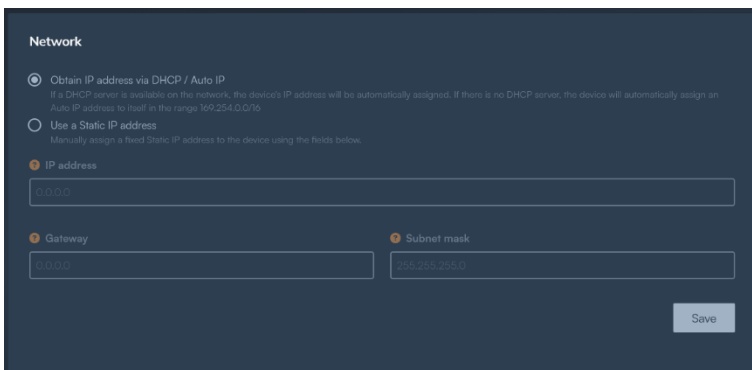 Network
Obtain IP address via DHCP / Auto IP
If a DHCP server is available on the network, the device's IP address will be automatically assigned. If there is no DHCP server, the device will automatically assign an
Auto IP address to itself in the range 169.254.0.0/16
Use a Static IP address
Manually assign a fixed Static IP address to the device using the fields below.
? IP address
0.0.0.0
? Gateway
? Subnet mask
0.0.0.0
255.255.255.0
Save